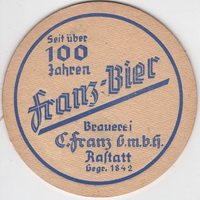 Seit über
100
Jahren
Franz-Bier
Brauerei
C. Franz G.m.b.H.
Rastatt
Gegr. 1842